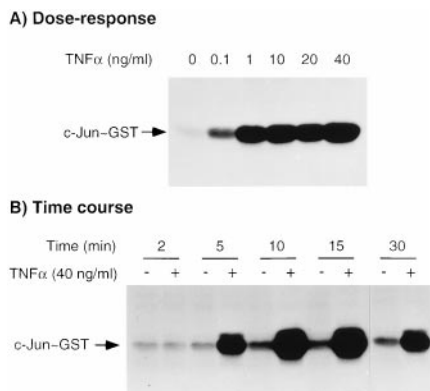 A) Dose-response
TNFα (ng/ml) 0 0.1 1 10 20 40
c-Jun–GST
B) Time course
Time (min) 2 5 10 15 30
TNFα (40 ng/ml) - + - + - + - + - +
c-Jun–GST